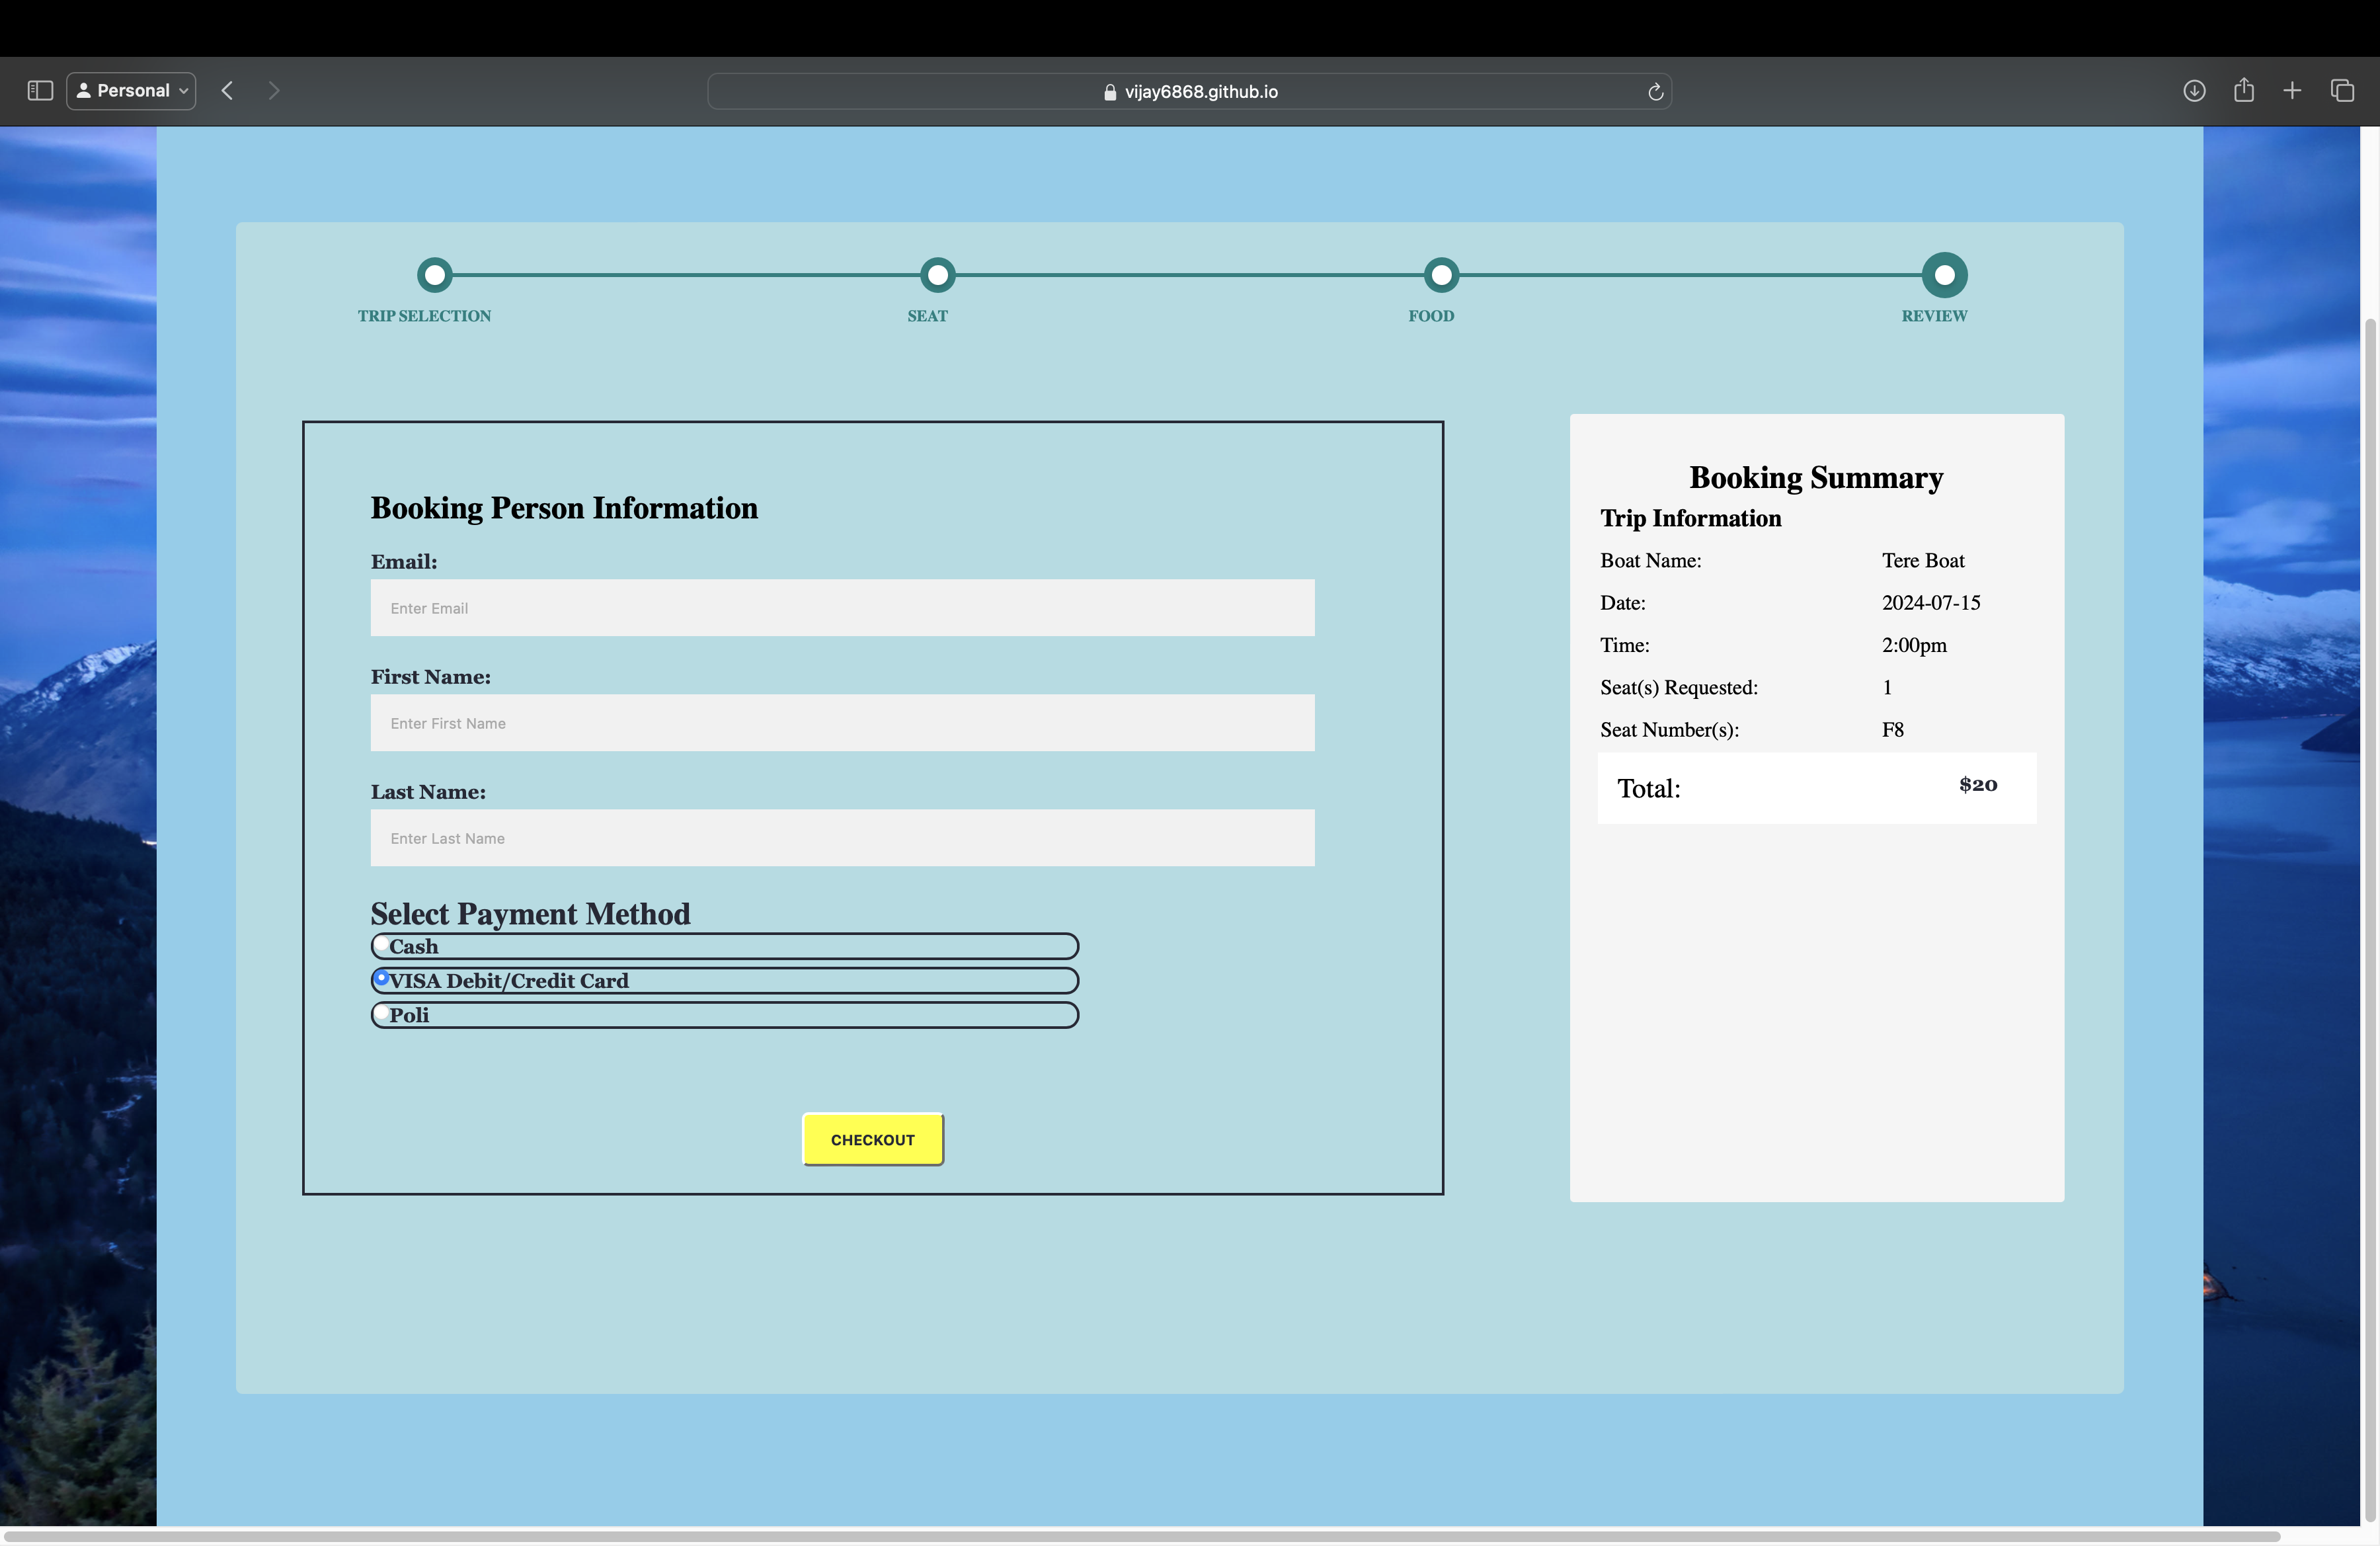 Personal
vijay6868.github.io
TRIP SELECTION
SEAT
FOOD
REVIEW
Booking Person Information
Email:
Enter Email
First Name:
Enter First Name
Last Name:
Enter Last Name
Select Payment Method
Cash
VISA Debit/Credit Card
Poli
CHECKOUT
Booking Summary
Trip Information
Boat Name: Tere Boat
Date: 2024-07-15
Time: 2:00pm
Seat(s) Requested: 1
Seat Number(s): F8
Total: $20